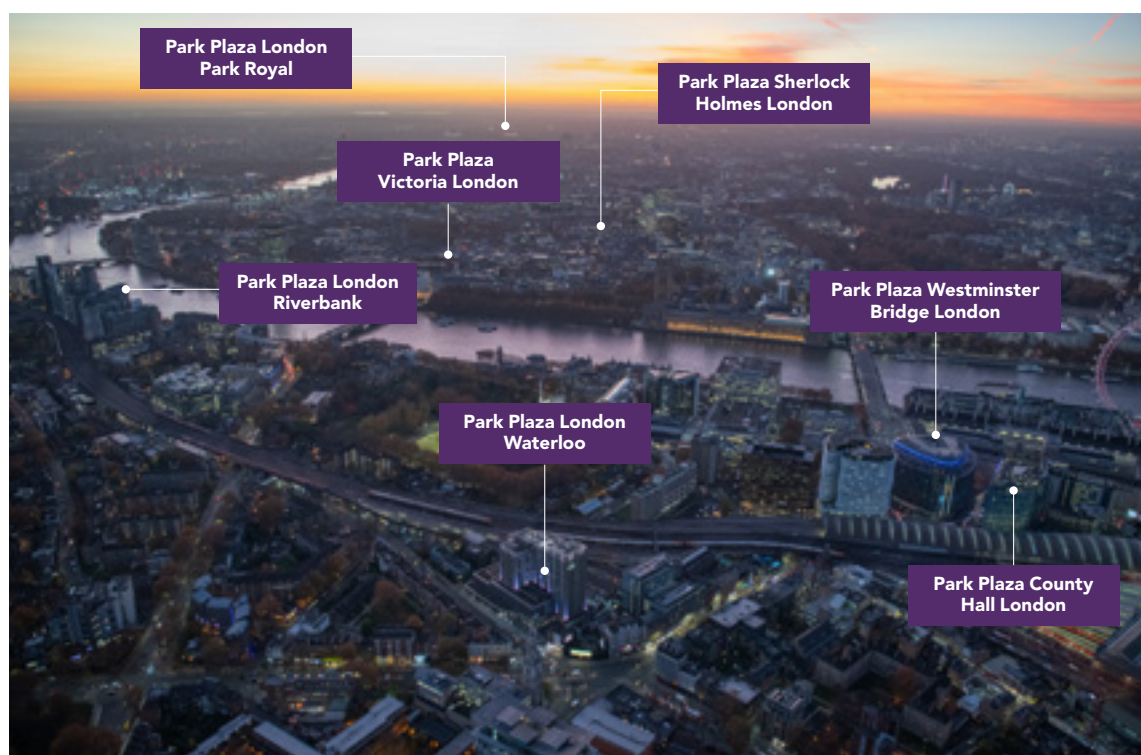 Park Plaza London
Park Royal
Park Plaza Sherlock
Holmes London
Park Plaza
Victoria London
Park Plaza London
Riverbank
Park Plaza Westminster
Bridge London
Park Plaza London
Waterloo
Park Plaza County
Hall London